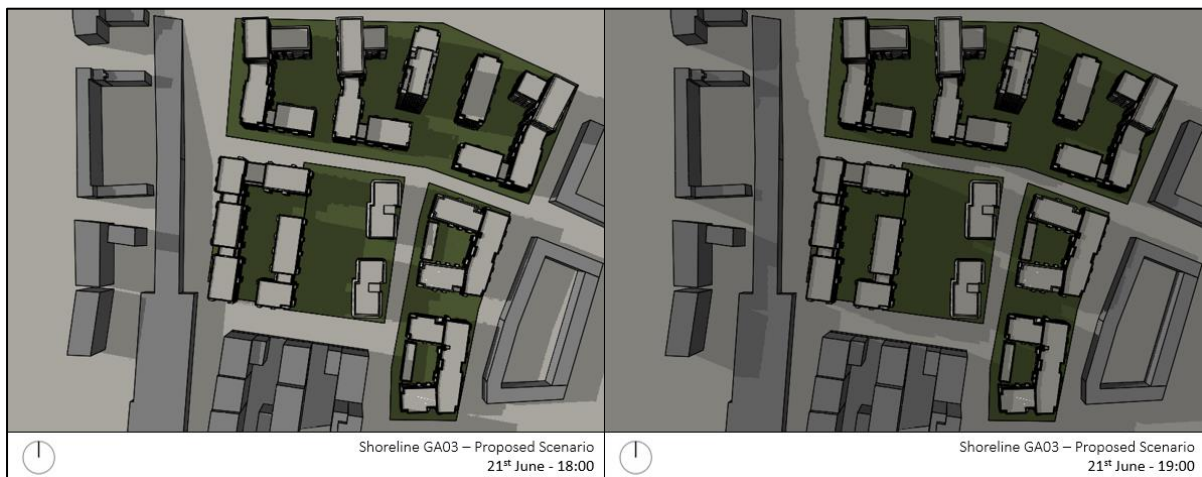 Shoreline GA03 – Proposed Scenario
21st June - 18:00
Shoreline GA03 – Proposed Scenario
21st June - 19:00